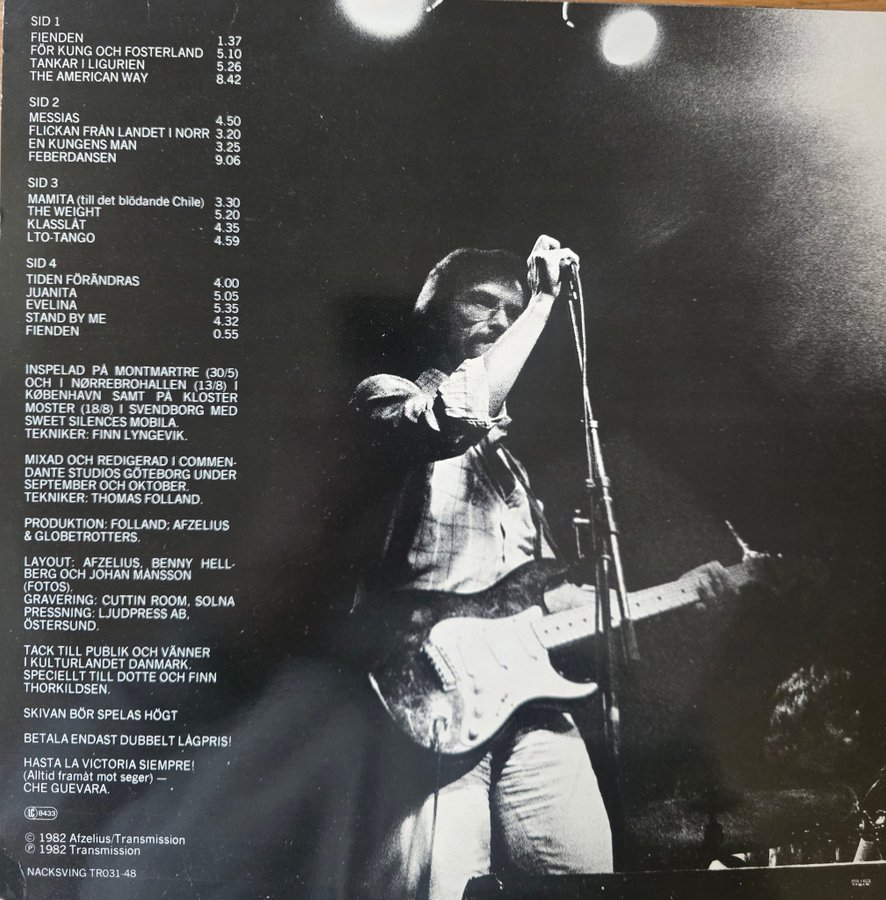 SID 1
FIENDEN 1.37
FÖR KUNG OCH FOSTERLAND 5.10
TANKAR I LIGURIEN 5.26
THE AMERICAN WAY 8.42
SID 2
MESSIAS 4.50
FLICKAN FRÅN LANDET I NORR 3.20
EN KUNGENS MAN 3.25
FEBERDANSEN 9.06
SID 3
MAMITA (till det blödande Chile) 3.30
THE WEIGHT 5.20
KLASSLÅT 4.35
LTO-TANGO 4.59
SID 4
TIDEN FÖRÄNDRAS 4.00
JUANITA 5.05
EVELINA 5.35
STAND BY ME 4.32
FIENDEN 0.55
INSPELAD PÅ MONTMARTRE (30/5)
OCH I NØRREBROHALLEN (13/8) I
KØBENHAVN SAMT PÅ KLOSTER
MOSTER (18/8) I SVENDBORG MED
SWEET SILENCES MOBILA.
TEKNIKER: FINN LYNGEVIK.
MIXAD OCH REDIGERAD I COMMEN-
DANTE STUDIOS GÖTEBORG UNDER
SEPTEMBER OCH OKTOBER.
TEKNIKER: THOMAS FOLLAND.
PRODUKTION: FOLLAND; AFZELIUS
& GLOBETROTTERS.
LAYOUT: AFZELIUS, BENNY HELL-
BERG OCH JOHAN MÅNSSON
(FOTOS).
GRAVERING: CUTTIN ROOM, SOLNA
PRESSNING: LJUDPRESS AB,
ÖSTERSUND.
TACK TILL PUBLIK OCH VÄNNER
I KULTURLANDET DANMARK.
SPECIELLT TILL DOTTE OCH FINN
THORKILDSEN.
SKIVAN BÖR SPELAS HÖGT
BETALA ENDAST DUBBELT LÅGPRIS!
HASTA LA VICTORIA SIEMPRE!
(Alltid framåt mot seger) —
CHE GUEVARA.
LC 8433
© 1982 Afzelius/Transmission
℗ 1982 Transmission
NACKSVING TR031-48